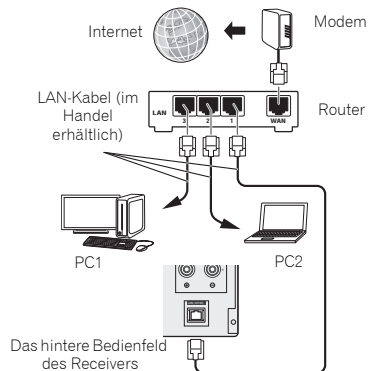 Internet
Modem
LAN-Kabel (im
Handel
erhältlich)
Router
LAN
3
2
1
WAN
PC1
PC2
Das hintere Bedienfeld
des Receivers